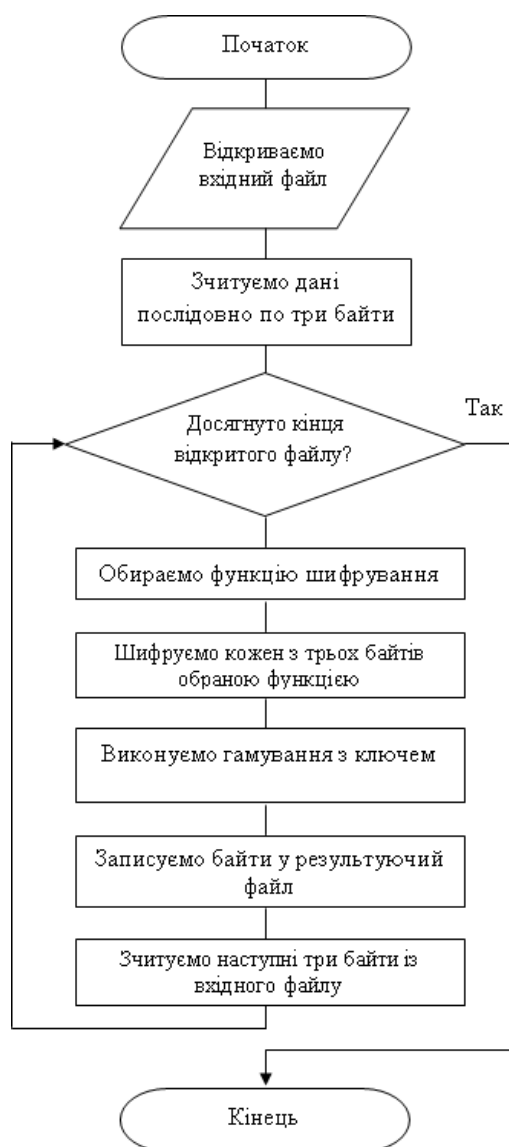 Початок
Відкриваємо
вхідний файл
Зчитуємо дані
послідовно по три байти
Так
Досягнуто кінця
відкритого файлу?
Обираємо функцію шифрування
Шифруємо кожен з трьох байтів
обраною функцією
Виконуємо гамування з ключем
Записуємо байти у результуючий
файл
Зчитуємо наступні три байти із
вхідного файлу
Кінець